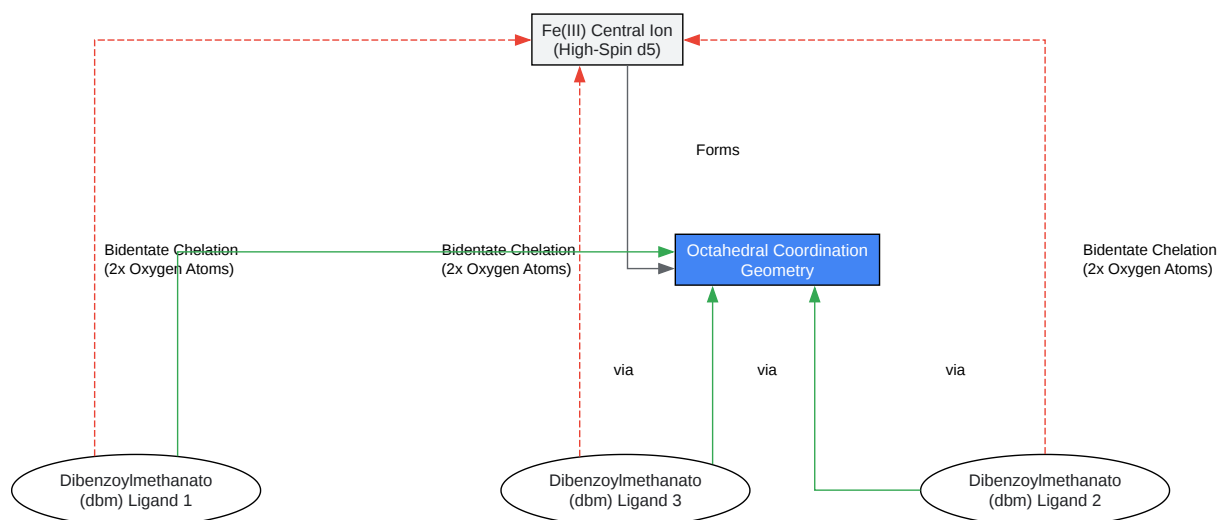 Fe(III) Central Ion
(High-Spin d5)
Forms
Bidentate Chelation
(2x Oxygen Atoms)
Bidentate Chelation
(2x Oxygen Atoms)
Octahedral Coordination
Geometry
Bidentate Chelation
(2x Oxygen Atoms)
via
via
via
Dibenzoylmethanato
(dbm) Ligand 1
Dibenzoylmethanato
(dbm) Ligand 3
Dibenzoylmethanato
(dbm) Ligand 2